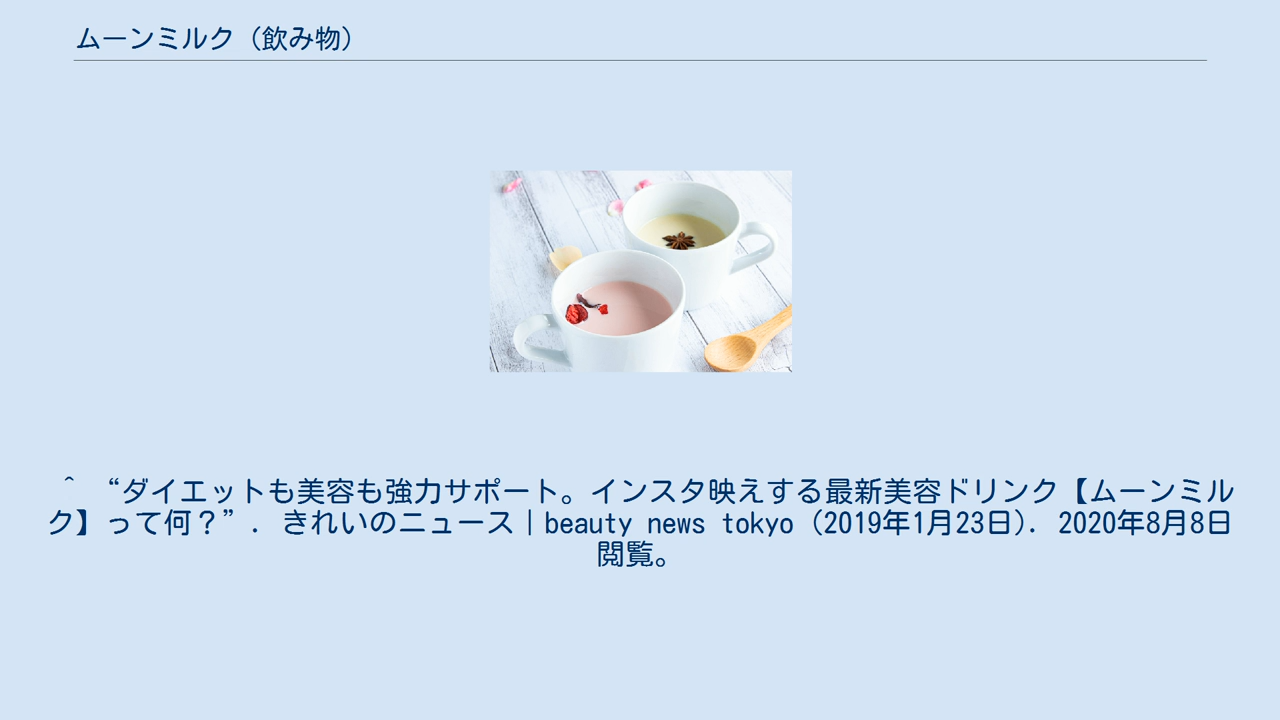 ムーンミルク（飲み物）
^ “ダイエットも美容も強力サポート。インスタ映えする最新美容ドリンク【ムーンミル
ク】って何？”. きれいのニュース｜beauty news tokyo (2019年1月23日). 2020年8月8日
閲覧。